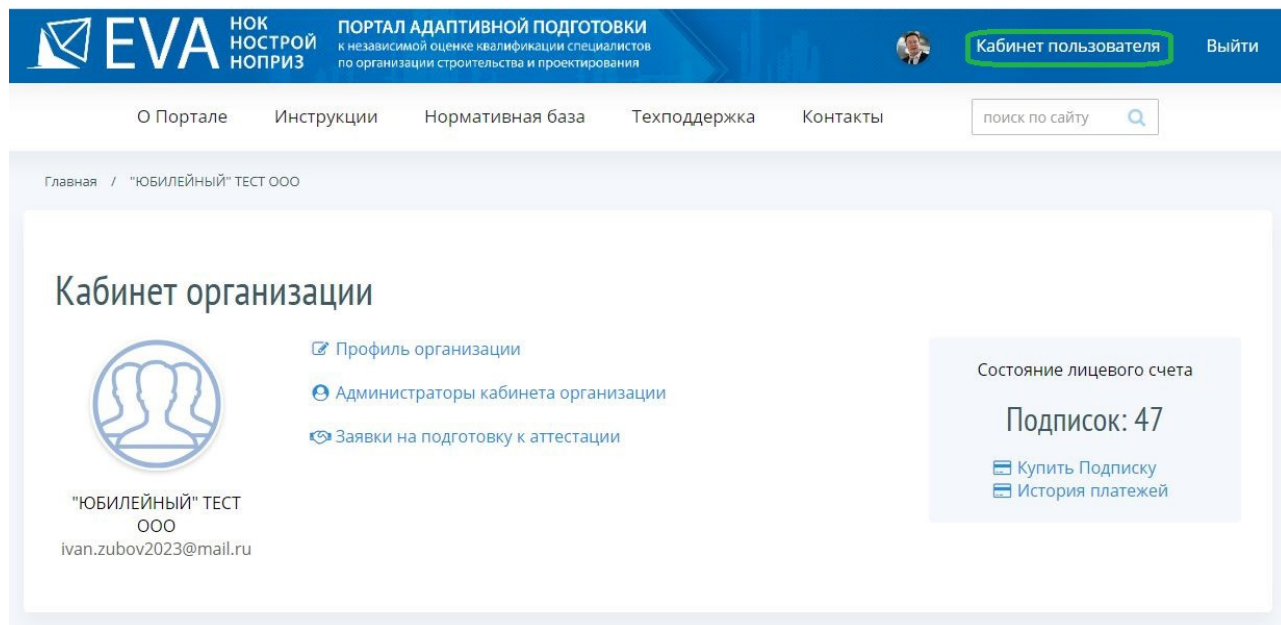 EVA НОК НОСТРОЙ НОПРИЗ
ПОРТАЛ АДАПТИВНОЙ ПОДГОТОВКИ
к независимой оценке квалификации специалистов
по организации строительства и проектирования
Кабинет пользователя Выйти
О Портале Инструкции Нормативная база Техподдержка Контакты поиск по сайту
Главная / "ЮБИЛЕЙНЫЙ" ТЕСТ ООО
Кабинет организации
Профиль организации
Администраторы кабинета организации
Заявки на подготовку к аттестации
"ЮБИЛЕЙНЫЙ" ТЕСТ
ООО
ivan.zubov2023@mail.ru
Состояние лицевого счета
Подписок: 47
Купить Подписку
История платежей